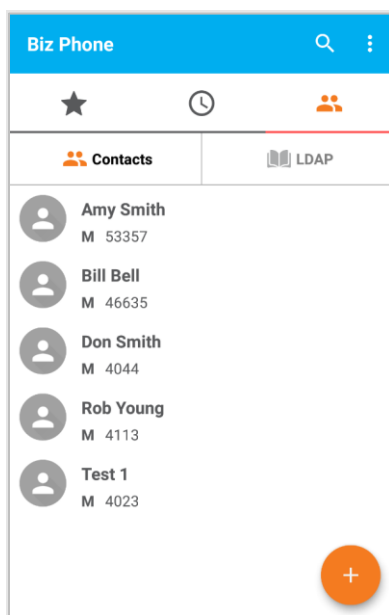 Biz Phone
Contacts LDAP
Amy Smith
M 53357
Bill Bell
M 46635
Don Smith
M 4044
Rob Young
M 4113
Test 1
M 4023